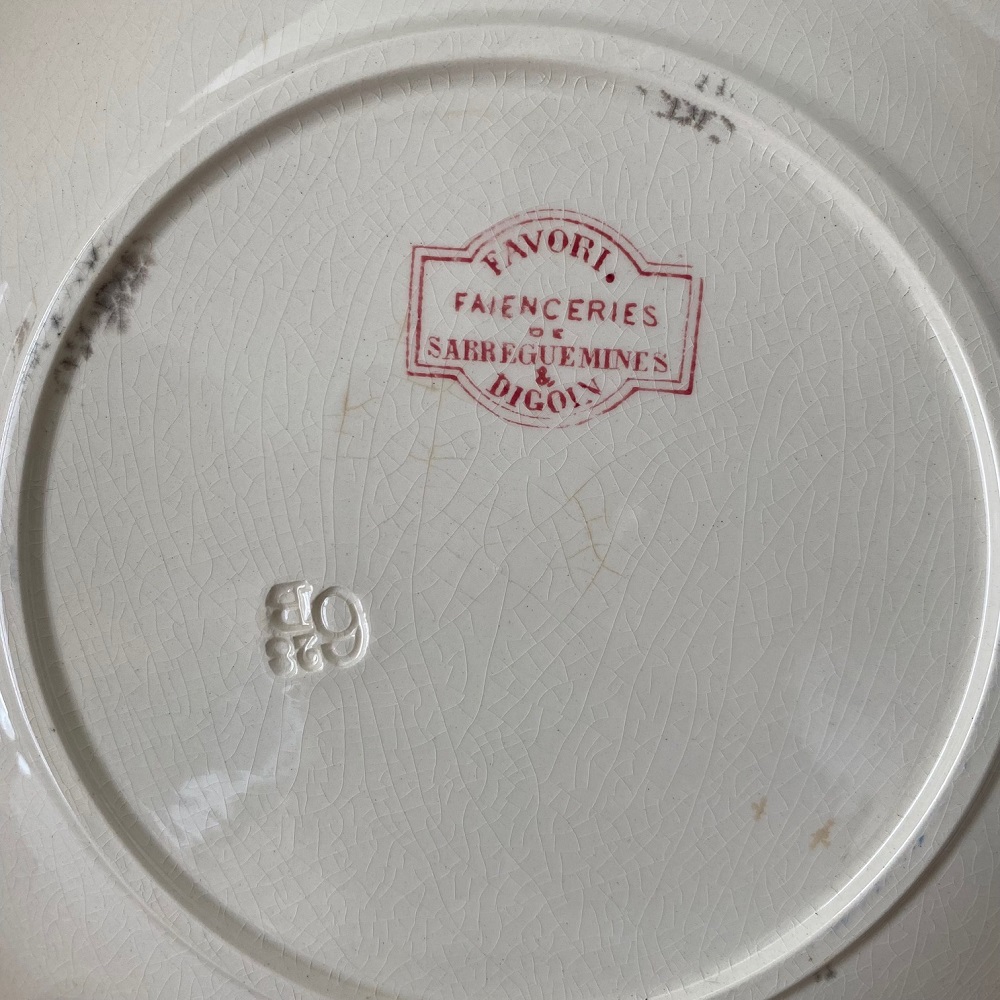 FAVORI.
FAIENCERIES
DE
SARREGUEMINES
&
DIGOIN